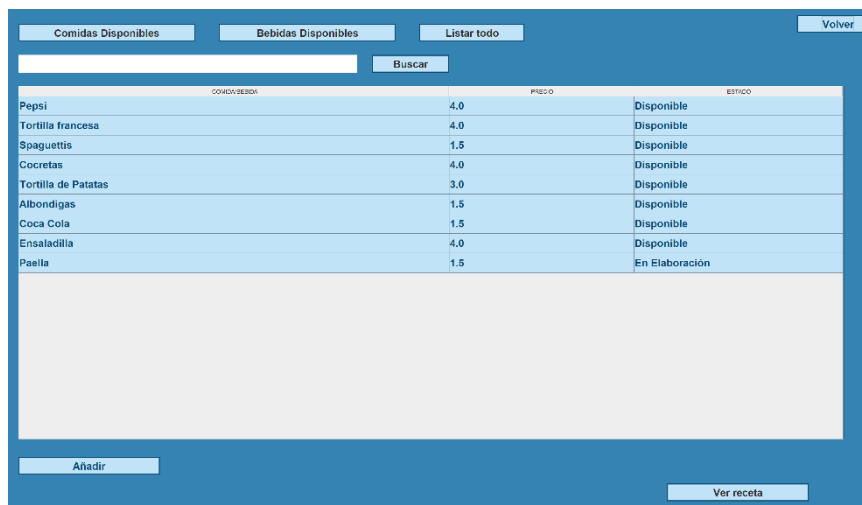 Volver
Comidas Disponibles Bebidas Disponibles Listar todo
Buscar
COMIDA/BEBIDA PRECIO ESTADO
Pepsi 4.0 Disponible
Tortilla francesa 4.0 Disponible
Spaguettis 1.5 Disponible
Cocretas 4.0 Disponible
Tortilla de Patatas 3.0 Disponible
Albondigas 1.5 Disponible
Coca Cola 1.5 Disponible
Ensaladilla 4.0 Disponible
Paella 1.5 En Elaboración
Añadir
Ver receta